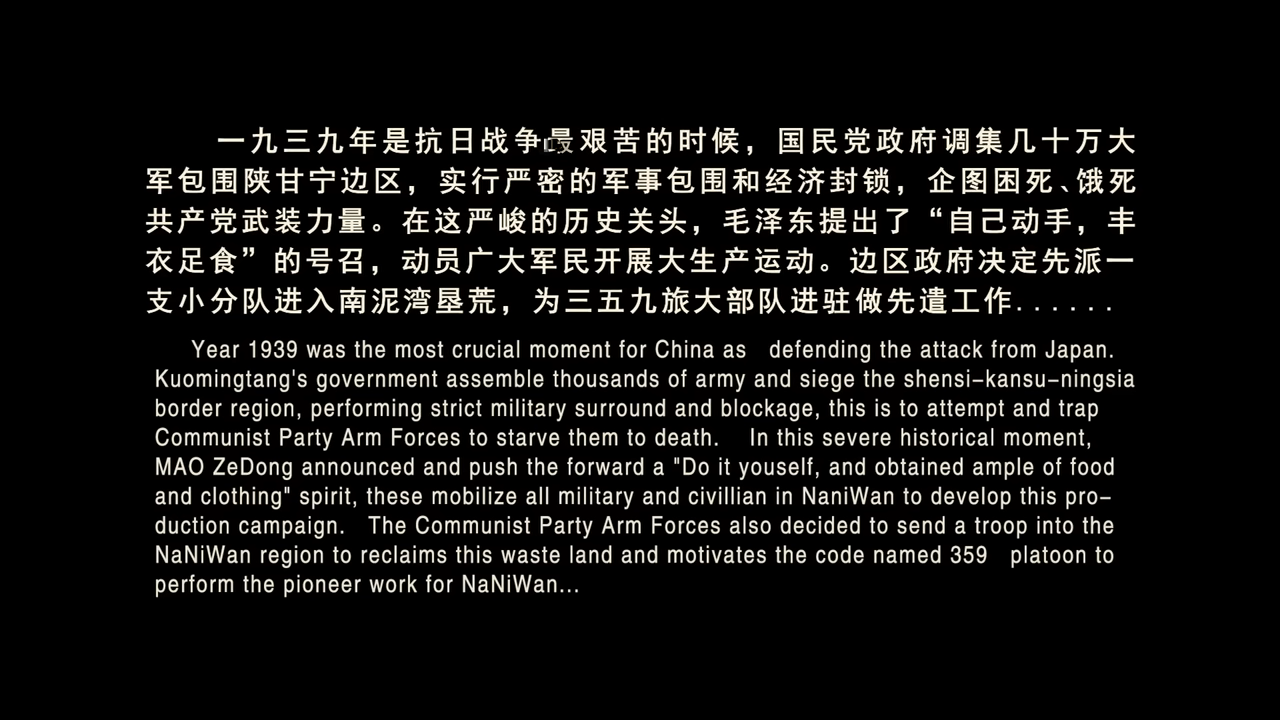 一九三九年是抗日战争最艰苦的时候，国民党政府调集几十万大
军包围陕甘宁边区，实行严密的军事包围和经济封锁，企图困死、饿死
共产党武装力量。在这严峻的历史关头，毛泽东提出了“自己动手，丰
衣足食”的号召，动员广大军民开展大生产运动。边区政府决定先派一
支小分队进入南泥湾垦荒，为三五九旅大部队进驻做先遣工作......
Year 1939 was the most crucial moment for China as defending the attack from Japan.
Kuomingtang's government assemble thousands of army and siege the shensi-kansu-ningsia
border region, performing strict military surround and blockage, this is to attempt and trap
Communist Party Arm Forces to starve them to death. In this severe historical moment,
MAO ZeDong announced and push the forward a "Do it youself, and obtained ample of food
and clothing" spirit, these mobilize all military and civillian in NaniWan to develop this pro-
duction campaign. The Communist Party Arm Forces also decided to send a troop into the
NaNiWan region to reclaims this waste land and motivates the code named 359 platoon to
perform the pioneer work for NaNiWan...